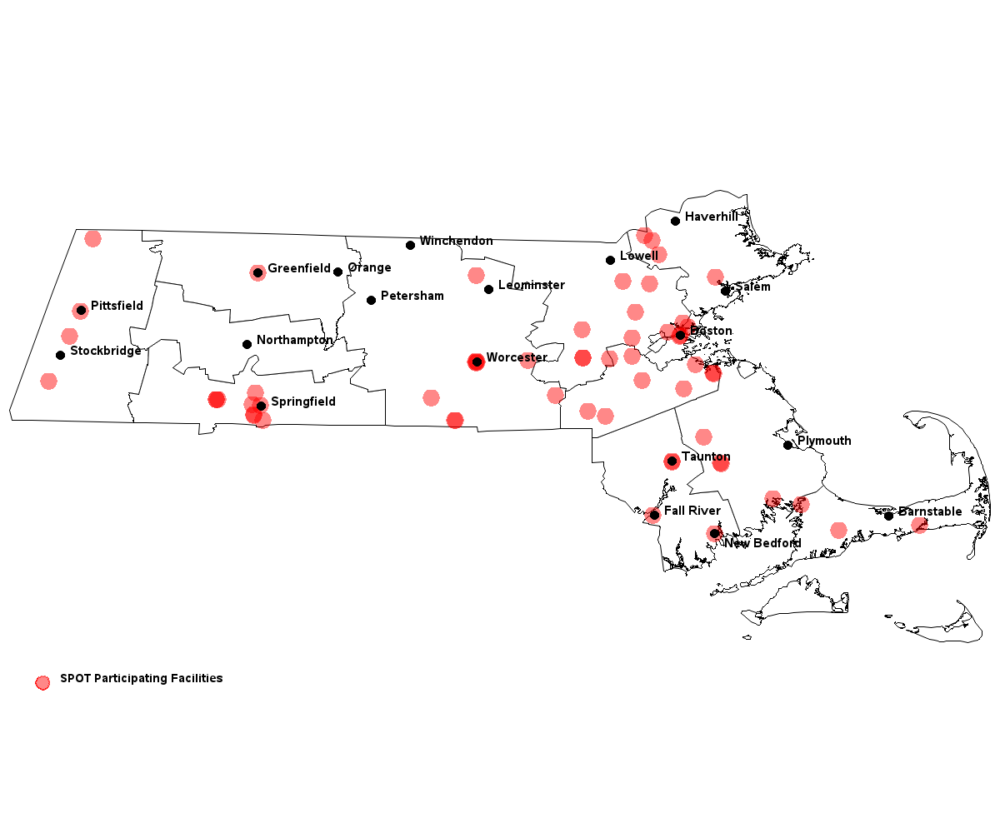 Haverhill
Winchendon
Lowell
Greenfield
Orange
Leominster
Salem
Petersham
Pittsfield
Boston
Northampton
Stockbridge
Worcester
Springfield
Plymouth
Taunton
Fall River
Barnstable
New Bedford
SPOT Participating Facilities